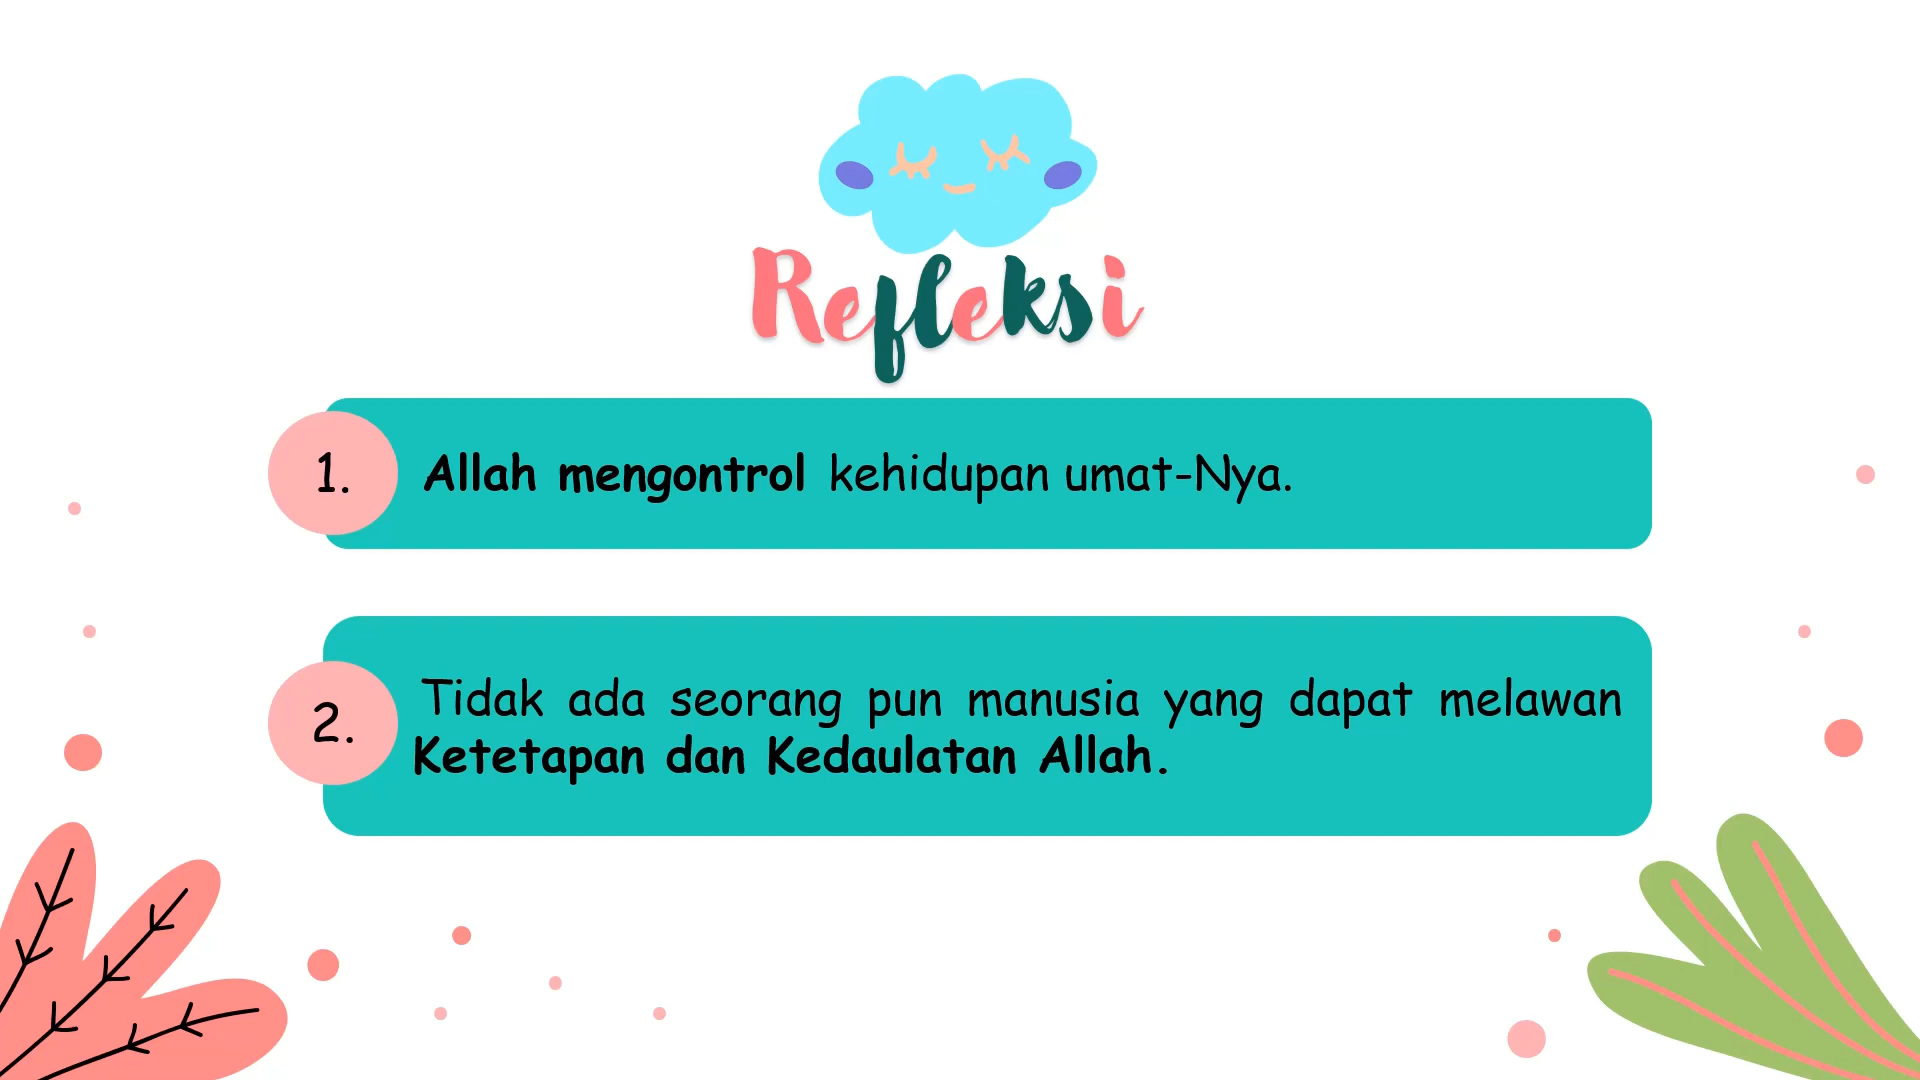 Refleksi
1. Allah mengontrol kehidupan umat-Nya.
2. Tidak ada seorang pun manusia yang dapat melawan
Ketetapan dan Kedaulatan Allah.